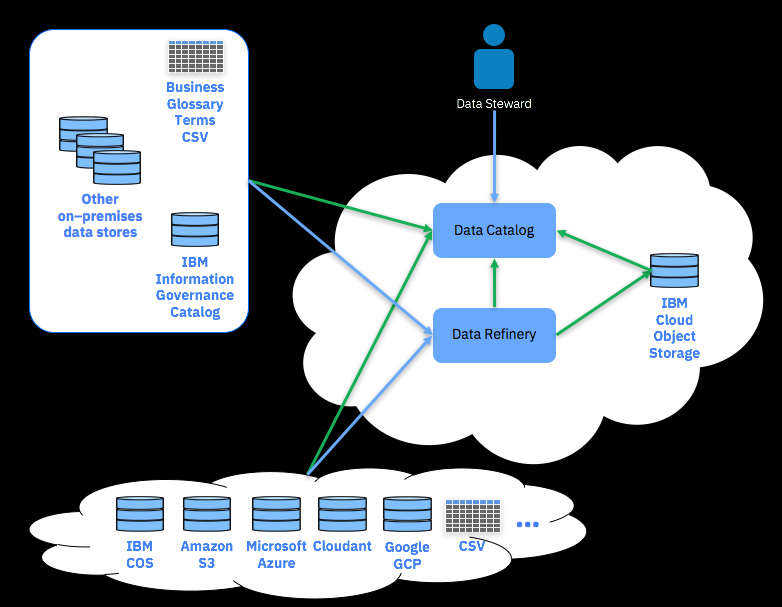 Business
Glossary
Terms
CSV
Other
on–premises
data stores
IBM
Information
Governance
Catalog
Data Steward
Data Catalog
Data Refinery
IBM
Cloud
Object
Storage
IBM
COS
Amazon
S3
Microsoft
Azure
Cloudant
Google
GCP
CSV
...